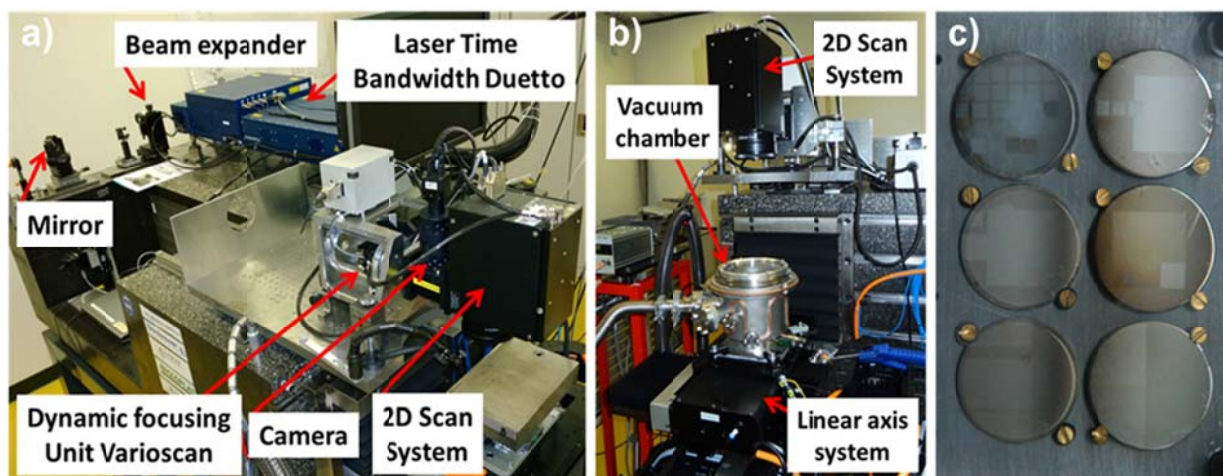 a)
Beam expander
Laser Time
Bandwidth Duetto
Mirror
Dynamic focusing
Unit Varioscan
Camera
2D Scan
System
b)
2D Scan
System
Vacuum
chamber
Linear axis
system
c)